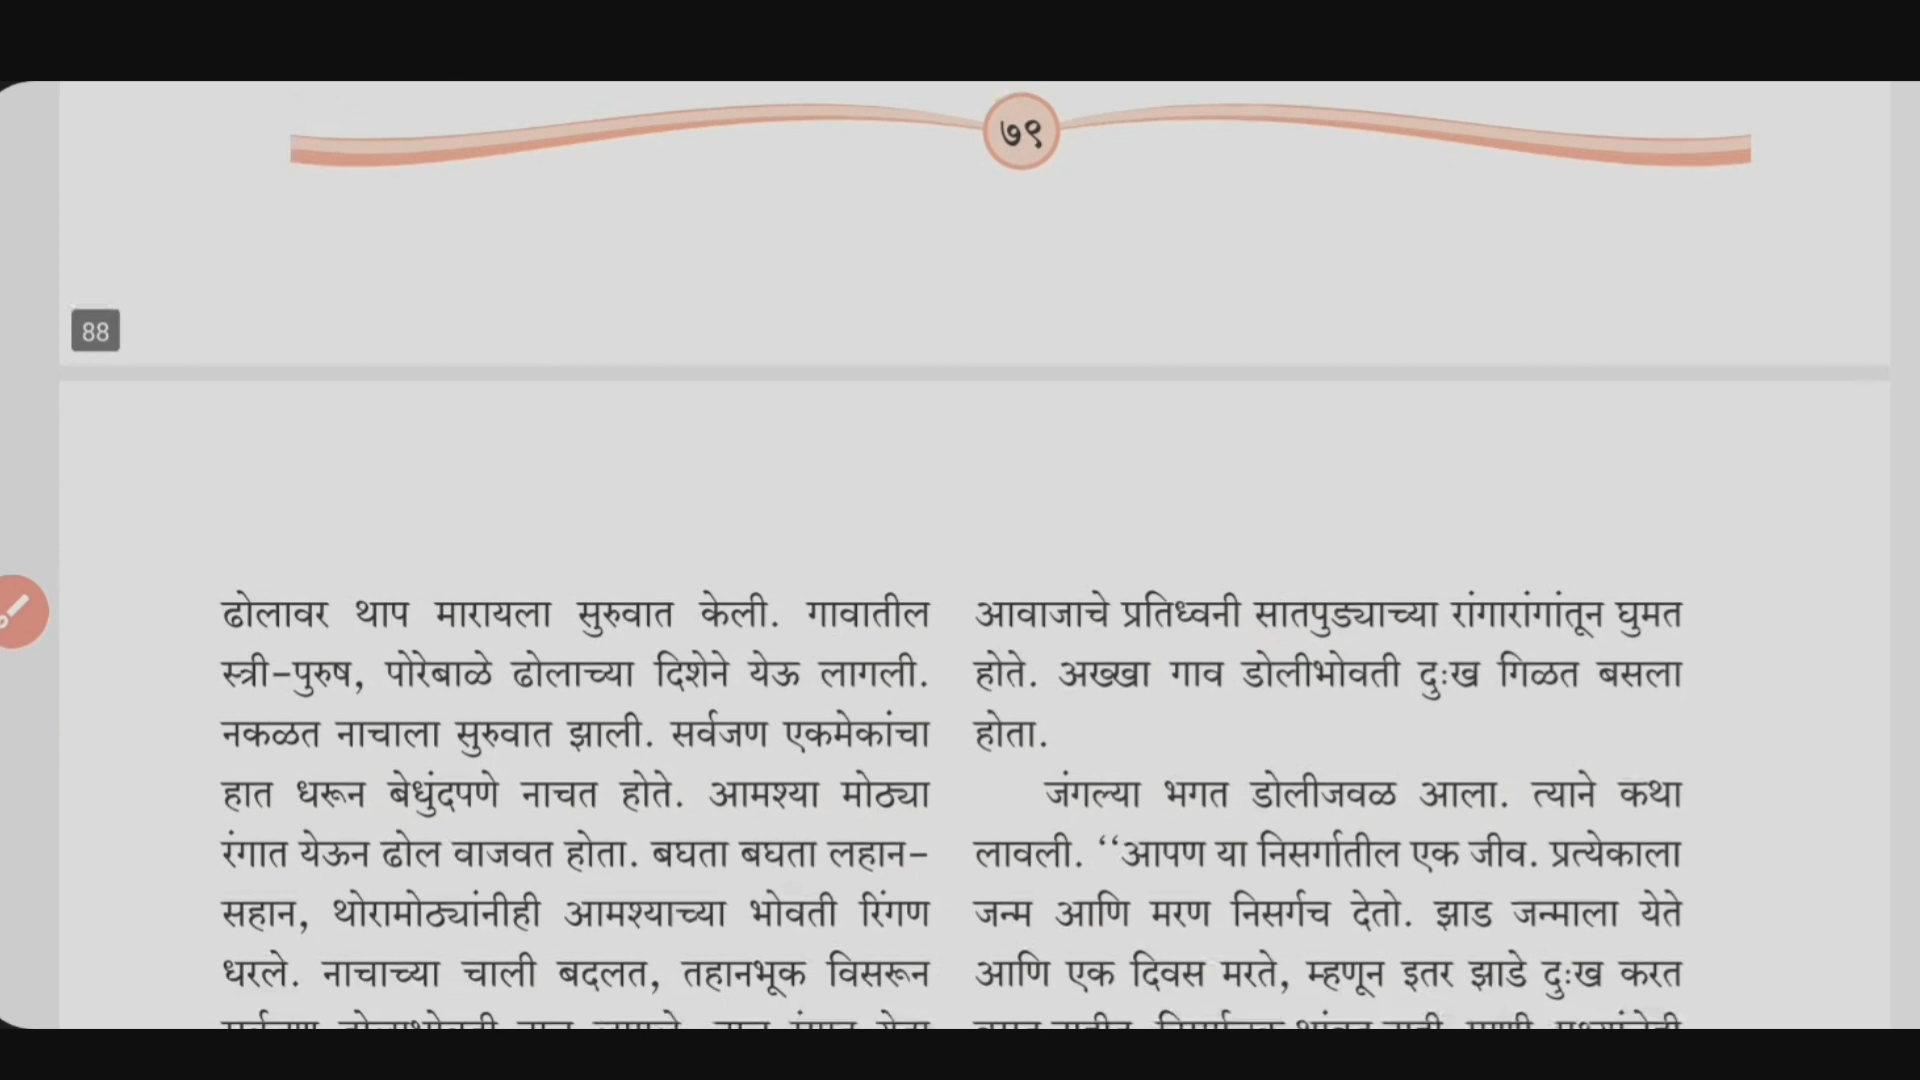 ७९
88
ढोलावर थाप मारायला सुरुवात केली. गावातील
स्त्री-पुरुष, पोरेबाळे ढोलाच्या दिशेने येऊ लागली.
नकळत नाचाला सुरुवात झाली. सर्वजण एकमेकांचा
हात धरून बेधुंदपणे नाचत होते. आमश्या मोठ्या
रंगात येऊन ढोल वाजवत होता. बघता बघता लहान-
सहान, थोरामोठ्यांनीही आमश्याच्या भोवती रिंगण
धरले. नाचाच्या चाली बदलत, तहानभूक विसरून
आवाजाचे प्रतिध्वनी सातपुड्याच्या रांगारांगांतून घुमत
होते. अख्खा गाव डोलीभोवती दुःख गिळत बसला
होता.
जंगल्या भगत डोलीजवळ आला. त्याने कथा
लावली. ‘‘आपण या निसर्गातील एक जीव. प्रत्येकाला
जन्म आणि मरण निसर्गच देतो. झाड जन्माला येते
आणि एक दिवस मरते, म्हणून इतर झाडे दुःख करत